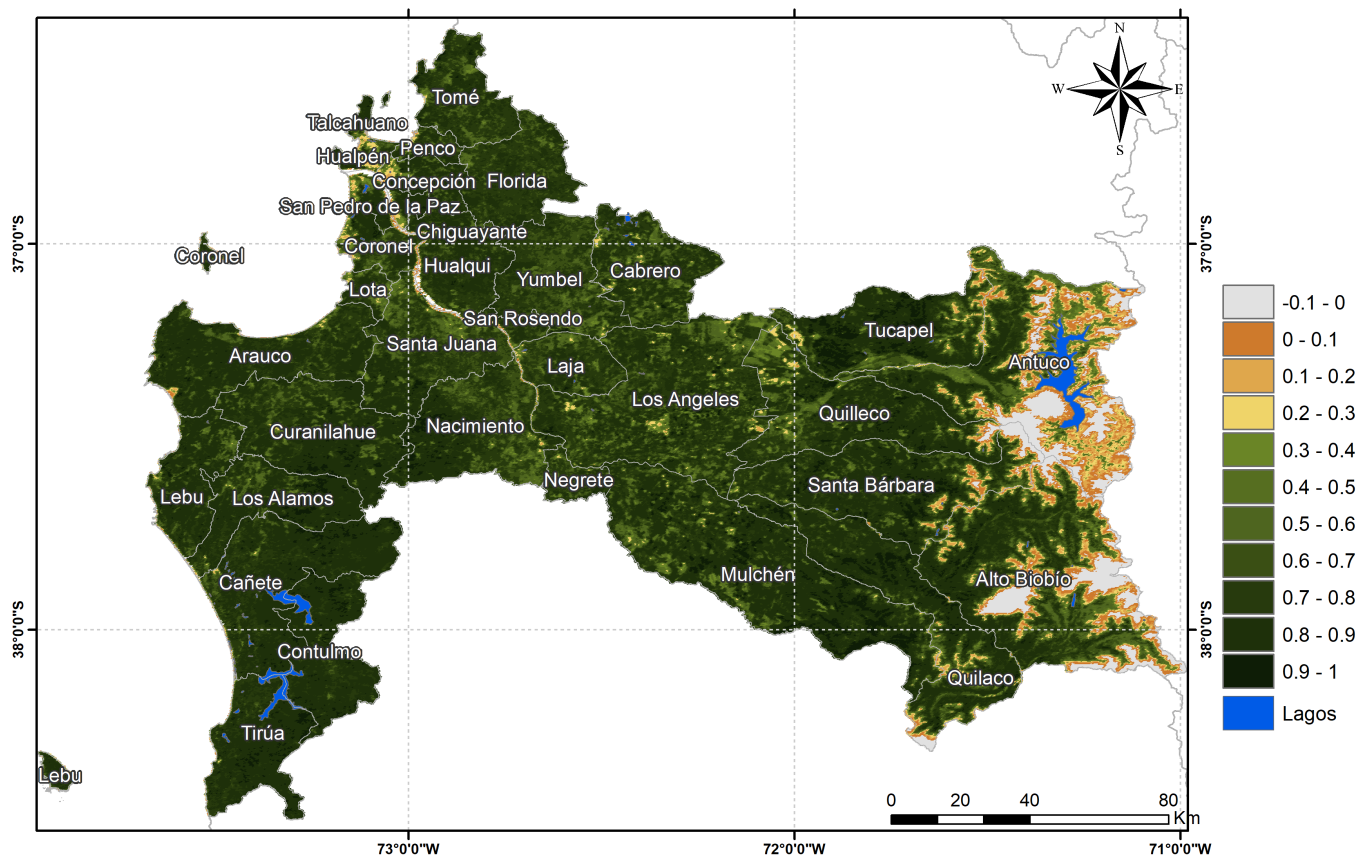 N
W E
S
Tomé
Talcahuano
Penco
Hualpén
Concepción
Florida
San Pedro de la Paz
Chiguayante
Coronel
Coronel
Hualqui
Cabrero
Yumbel
Lota
San Rosendo
Tucapel
Santa Juana
Arauco
Antuco
Laja
Los Angeles
Quilleco
Nacimiento
Curanilahue
Negrete
Santa Bárbara
Lebu
Los Alamos
Mulchén
Alto Biobío
Cañete
Contulmo
Quilaco
Tirúa
Lebu
37°0'0"S
38°0'0"S
37°0'0"S
38°0'0"S
73°0'0"W
72°0'0"W
71°0'0"W
0 20 40 80
Km
-0.1 - 0
0 - 0.1
0.1 - 0.2
0.2 - 0.3
0.3 - 0.4
0.4 - 0.5
0.5 - 0.6
0.6 - 0.7
0.7 - 0.8
0.8 - 0.9
0.9 - 1
Lagos